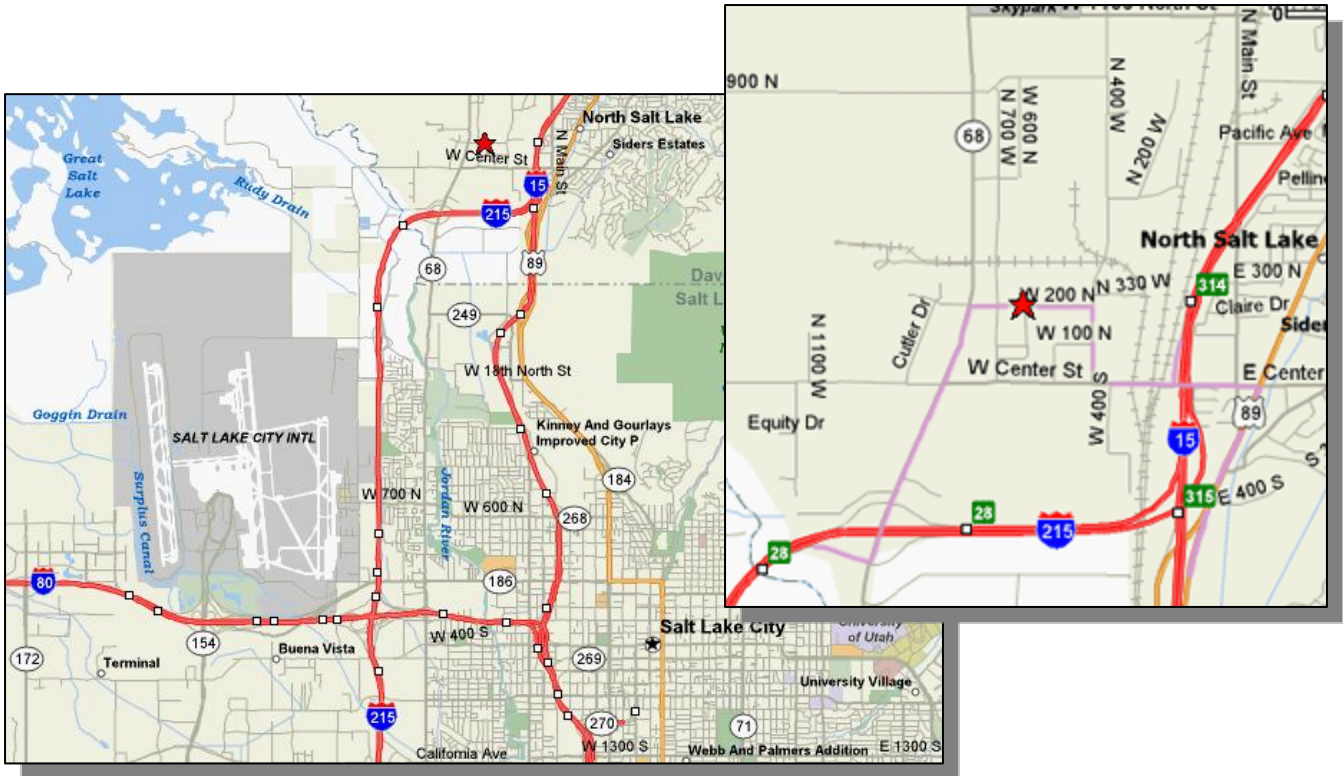 North Salt Lake
Siders Estates
W Center St
N Main St
15
215
Great
Salt
Lake
Rudy Drain
68
89
249
W 18th North St
Goggin Drain
SALT LAKE CITY INTL
Kinney And Gourlays
Improved City P
184
Surplus Canal
Jordan River
W 700 N
W 600 N
268
80
186
W 400 S
Salt Lake City
University
of Utah
154
172
Terminal
Buena Vista
269
University Village
215
270
71
California Ave
W 1300 S
Webb And Palmers Addition
E 1300 S
Skypark
0
900 N
N 700 W
W 600 N
N 400 W
N 200 W
N Main St
68
Pacific Ave
North Salt Lake
314
E 300 N
W 200 N
N 330 W
Claire Dr
Cutler Dr
W 100 N
N 1100 W
W Center St
E Center
W 400 S
89
Equity Dr
15
315
E 400 S
28
215
28